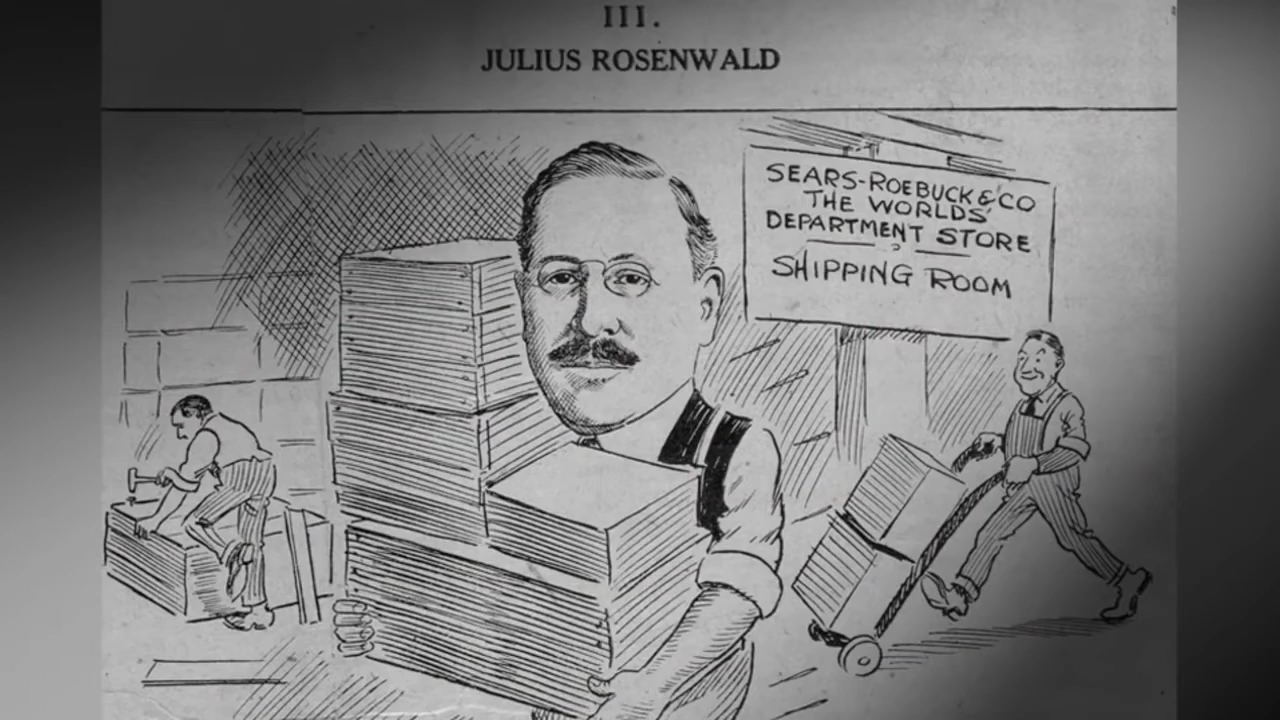 III.
JULIUS ROSENWALD
SEARS-ROEBUCK & CO
THE WORLDS'
DEPARTMENT STORE
SHIPPING ROOM